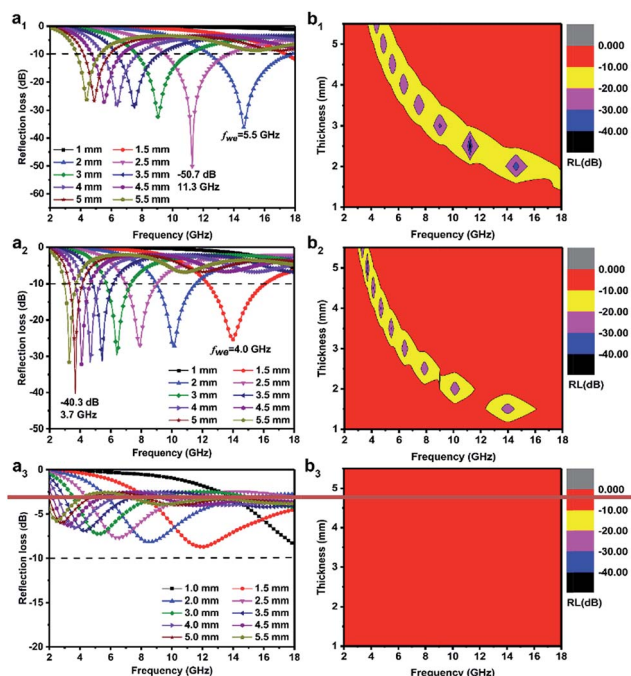 a1
b1
Reflection loss (dB)
0
-10
-20
-30
-40
-50
-60
1 mm 1.5 mm
2 mm 2.5 mm
3 mm 3.5 mm
4 mm 4.5 mm
5 mm 5.5 mm
-50.7 dB
11.3 GHz
fwe=5.5 GHz
2 4 6 8 10 12 14 16 18
Frequency (GHz)
Thickness (mm)
5
4
3
2
1
2 4 6 8 10 12 14 16 18
Frequency (GHz)
0.000
-10.00
-20.00
-30.00
-40.00
RL(dB)
a2
b2
Reflection loss (dB)
0
-10
-20
-30
-40
-50
-40.3 dB
3.7 GHz
fwe=4.0 GHz
1 mm 1.5 mm
2 mm 2.5 mm
3 mm 3.5 mm
4 mm 4.5 mm
5 mm 5.5 mm
2 4 6 8 10 12 14 16 18
Frequency (GHz)
Thickness (mm)
5
4
3
2
1
2 4 6 8 10 12 14 16 18
Frequency (GHz)
0.000
-10.00
-20.00
-30.00
-40.00
RL(dB)
a3
b3
Reflection loss (dB)
0
-5
-10
-15
-20
1.0 mm 1.5 mm
2.0 mm 2.5 mm
3.0 mm 3.5 mm
4.0 mm 4.5 mm
5.0 mm 5.5 mm
2 4 6 8 10 12 14 16 18
Frequency (GHz)
Thickness (mm)
5
4
3
2
1
2 4 6 8 10 12 14 16 18
Frequency (GHz)
0.000
-10.00
-20.00
-30.00
-40.00
RL(dB)